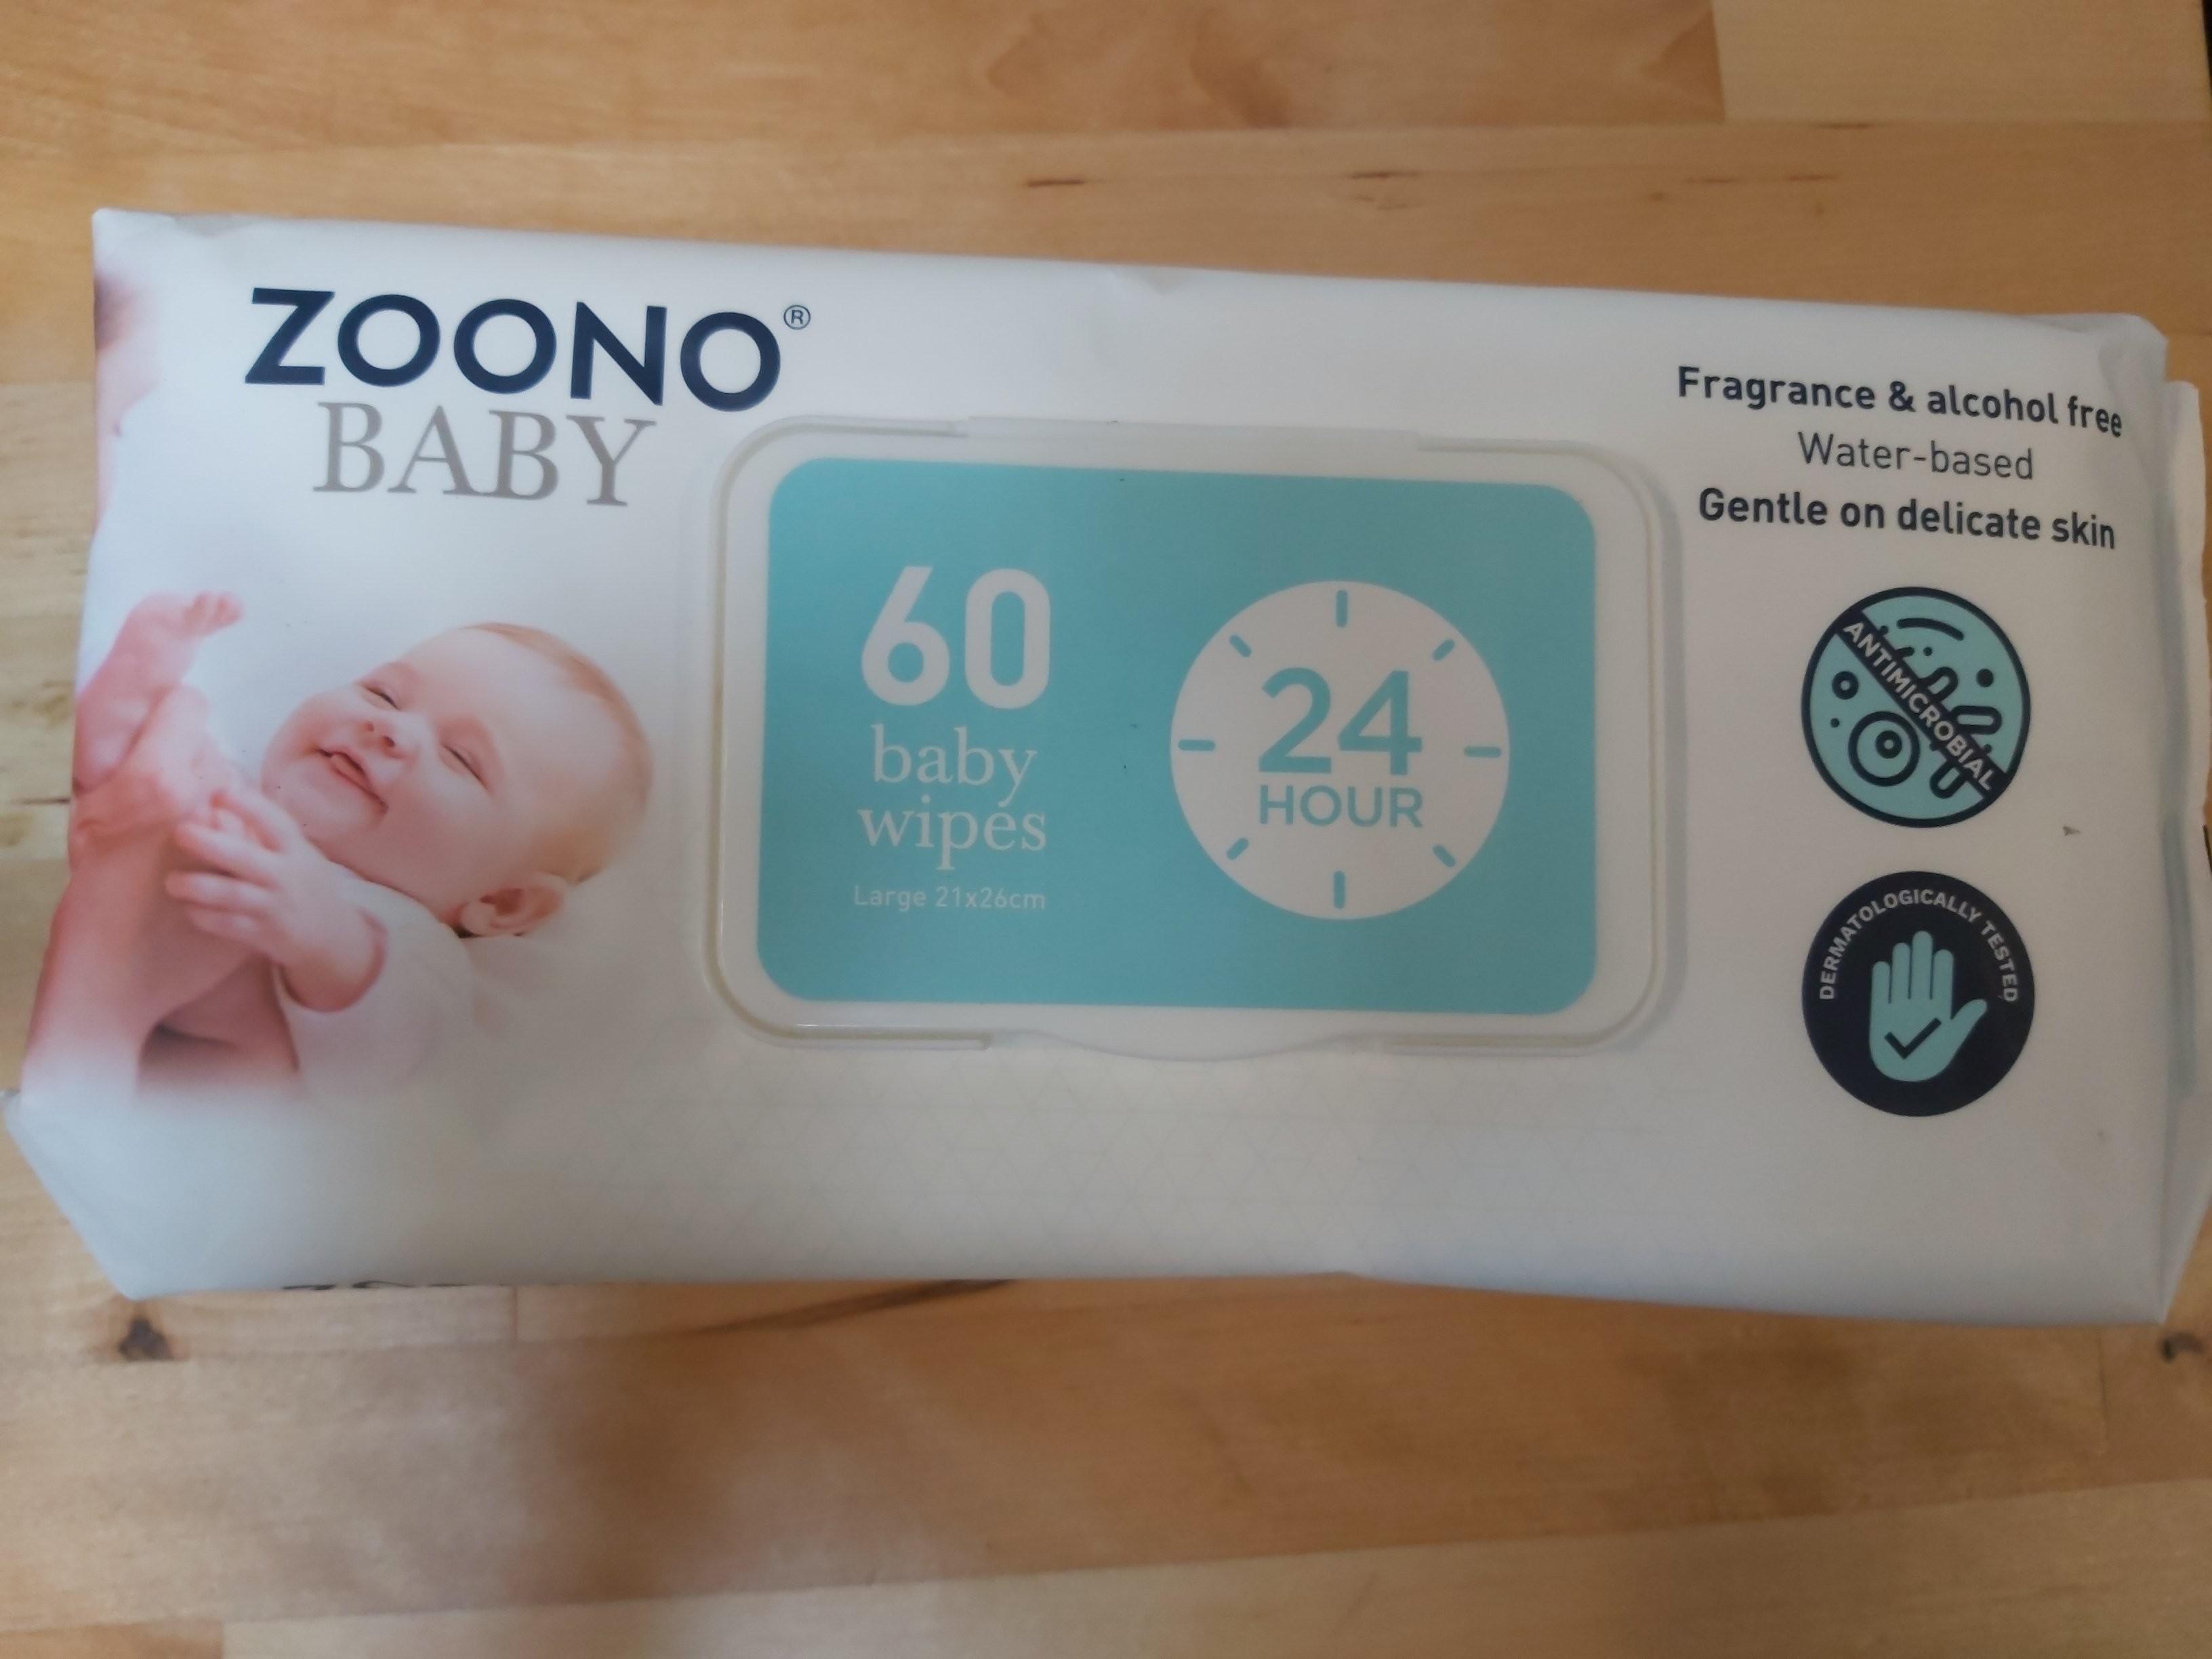 ZOONO®
BABY
60
baby
wipes
Large 21x26cm
24
HOUR
Fragrance & alcohol free
Water-based
Gentle on delicate skin
ANTIMICROBIAL
DERMATOLOGICALLY TESTED